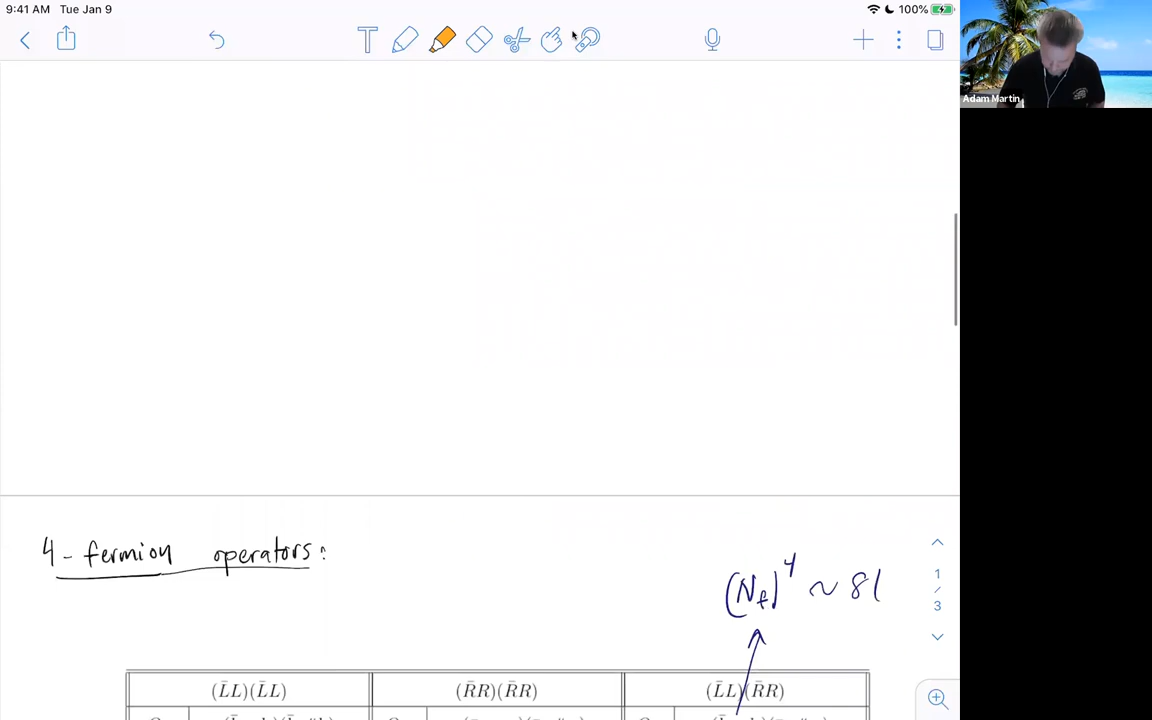 9:41 AM Tue Jan 9
100%
Adam Martin
4 - fermion operators:
(N_f)^4 ~ 81
1
/
3
(L̄L)(L̄L) (R̄R)(R̄R) (L̄L)(R̄R)